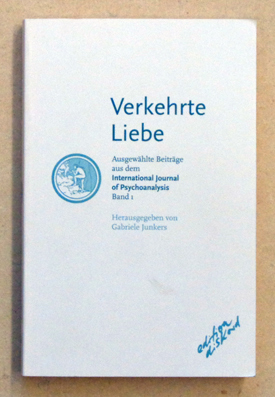 Verkehrte
Liebe
Ausgewählte Beiträge
aus dem
International Journal
of Psychoanalysis
Band 1
Herausgegeben von
Gabriele Junkers
edition
diskord